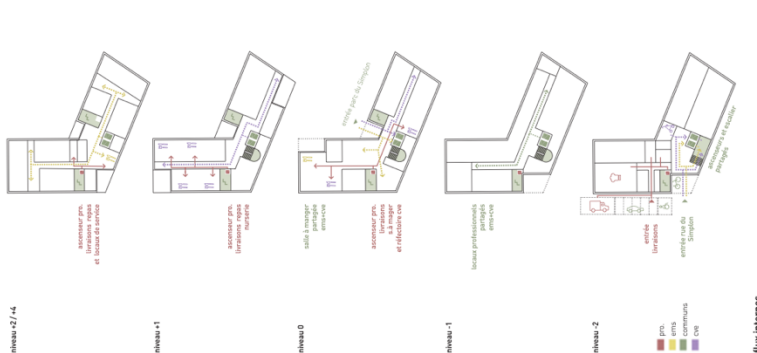 niveau +2 / +4
ascenseur pro.
livraisons repas
et locaux de service
niveau +1
ascenseur pro.
livraisons repas
nurserie
niveau 0
salle à manger
partagée
ems+cve
ascenseur pro.
livraisons
s.à mager
et réfectoire cve
entrée parc du Simplon
niveau -1
locaux professionnels
partagés
ems+cve
niveau -2
entrée
livraisons
entrée rue du
Simplon
ascenseurs et escalier
partagés
pro.
ems
communs
cve
flux internes